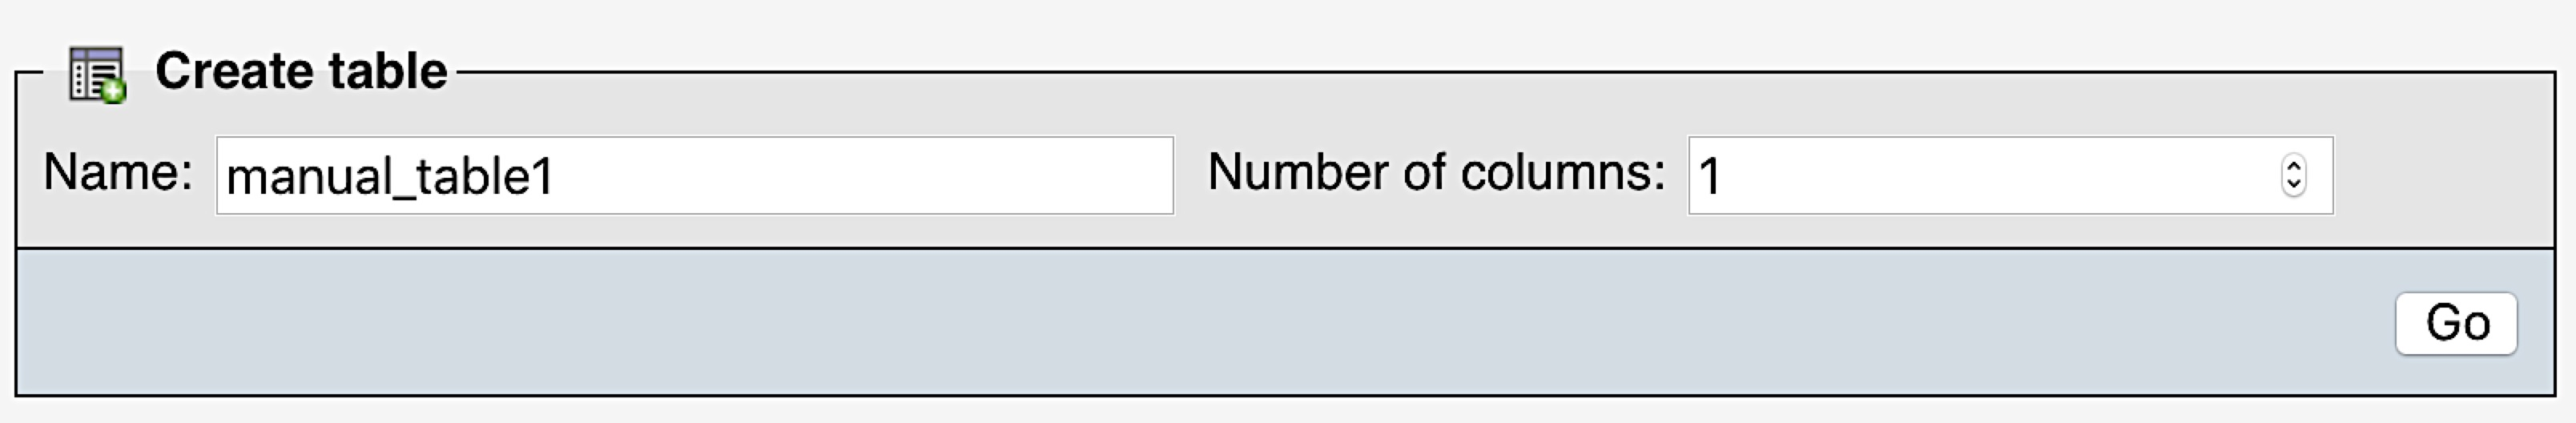 Create table
Name: manual_table1 Number of columns: 1
Go